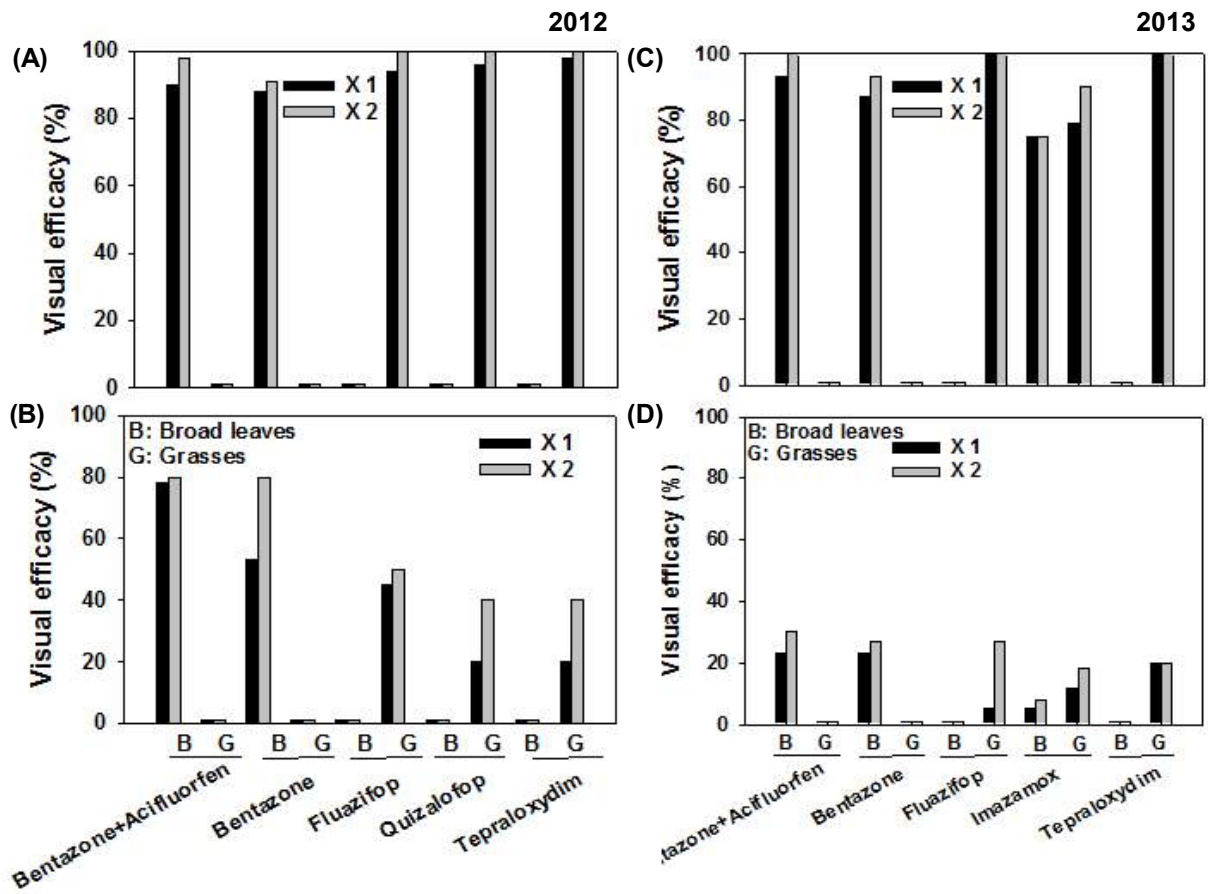 2012
(A)
100
80
60
40
20
0
Visual efficacy (%)
X 1
X 2
(B)
100
80
60
40
20
0
Visual efficacy (%)
B: Broad leaves
G: Grasses
X 1
X 2
B G B G B G B G B G
Bentazone+Acifluorfen
Bentazone
Fluazifop
Quizalofop
Tepraloxydim
2013
(C)
100
80
60
40
20
0
Visual efficacy (%)
X 1
X 2
(D)
100
80
60
40
20
0
Visual efficacy (%)
B: Broad leaves
G: Grasses
X 1
X 2
B G B G B G B G B G
tazone+Acifluorfen
Bentazone
Fluazifop
Imazamox
Tepraloxydim